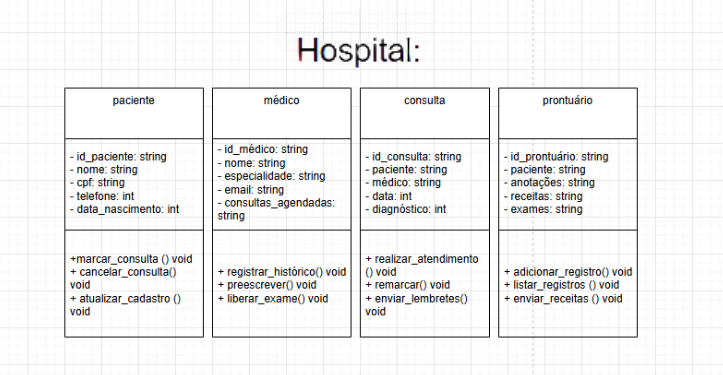 Hospital:
paciente
- id_paciente: string
- nome: string
- cpf: string
- telefone: int
- data_nascimento: int
+marcar_consulta () void
+ cancelar_consulta()
void
+ atualizar_cadastro ()
void
médico
- id_médico: string
- nome: string
- especialidade: string
- email: string
- consultas_agendadas:
string
+ registrar_histórico() void
+ preescrever() void
+ liberar_exame() void
consulta
- id_consulta: string
- paciente: string
- médico: string
- data: int
- diagnóstico: int
+ realizar_atendimento
() void
+ remarcar() void
+ enviar_lembretes()
void
prontuário
- id_prontuário: string
- paciente: string
- anotações: string
- receitas: string
- exames: string
+ adicionar_registro() void
+ listar_registros () void
+ enviar_receitas () void